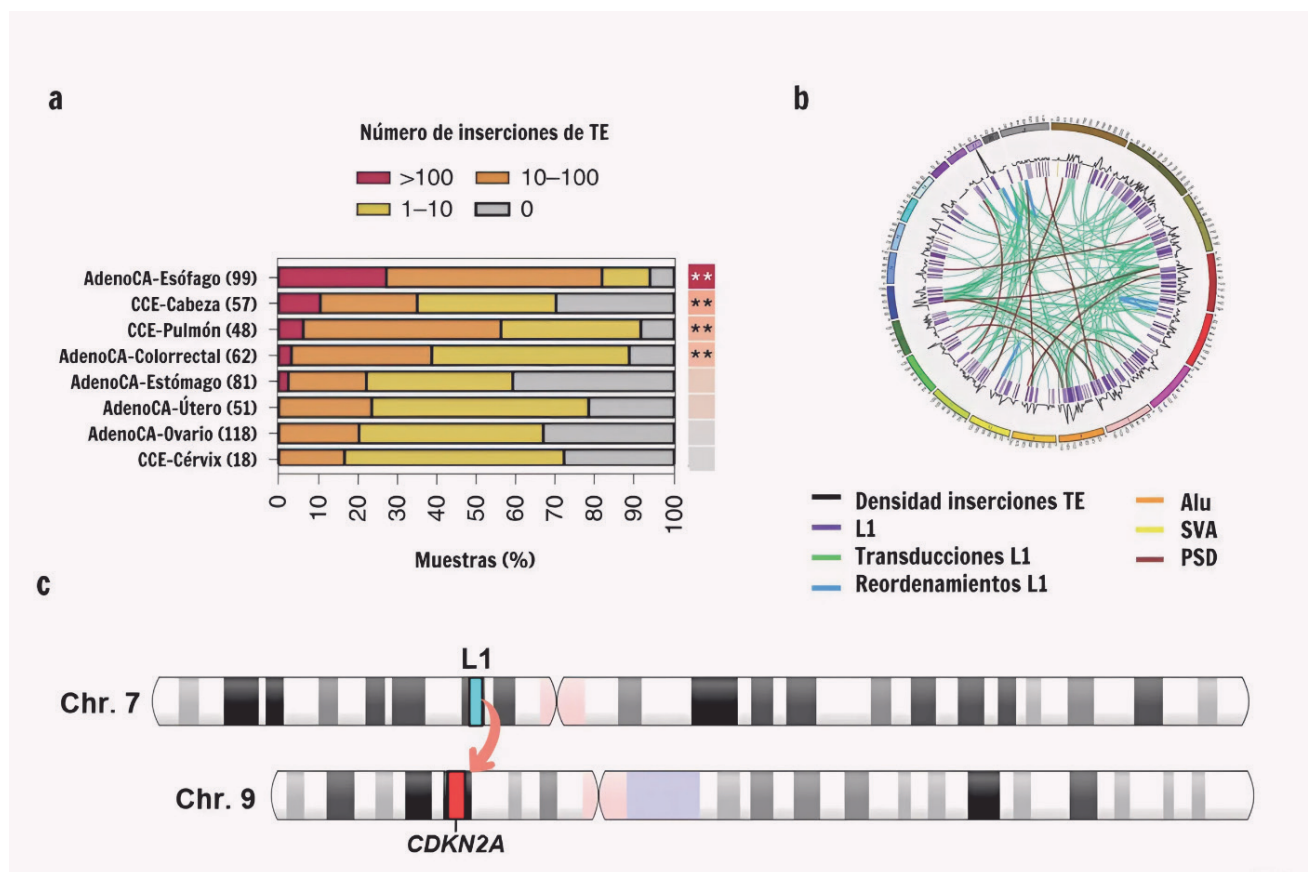 a
Número de inserciones de TE
>100
10–100
1–10
0
AdenoCA-Esófago (99)
**
CCE-Cabeza (57)
**
CCE-Pulmón (48)
**
AdenoCA-Colorrectal (62)
**
AdenoCA-Estómago (81)
AdenoCA-Útero (51)
AdenoCA-Ovario (118)
CCE-Cérvix (18)
0 10 20 30 40 50 60 70 80 90 100
Muestras (%)
b
Densidad inserciones TE
L1
Transducciones L1
Reordenamientos L1
Alu
SVA
PSD
c
L1
Chr. 7
Chr. 9
CDKN2A